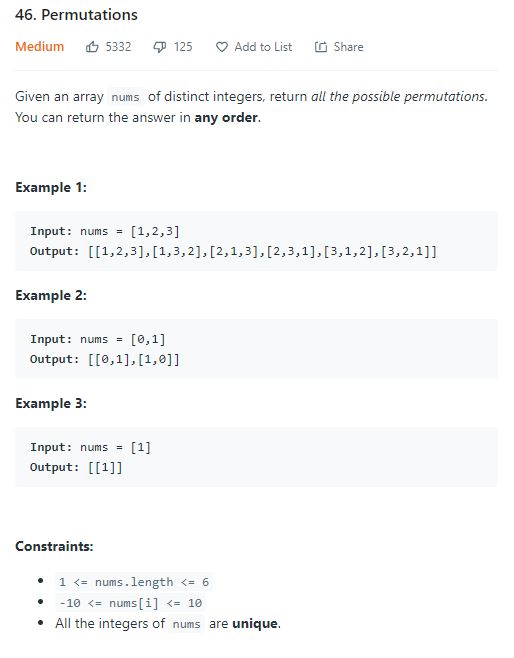 46. Permutations
Medium 5332 125 Add to List Share
Given an array nums of distinct integers, return all the possible permutations.
You can return the answer in any order.
Example 1:
Input: nums = [1,2,3]
Output: [[1,2,3],[1,3,2],[2,1,3],[2,3,1],[3,1,2],[3,2,1]]
Example 2:
Input: nums = [0,1]
Output: [[0,1],[1,0]]
Example 3:
Input: nums = [1]
Output: [[1]]
Constraints:
• 1 <= nums.length <= 6
• -10 <= nums[i] <= 10
• All the integers of nums are unique.